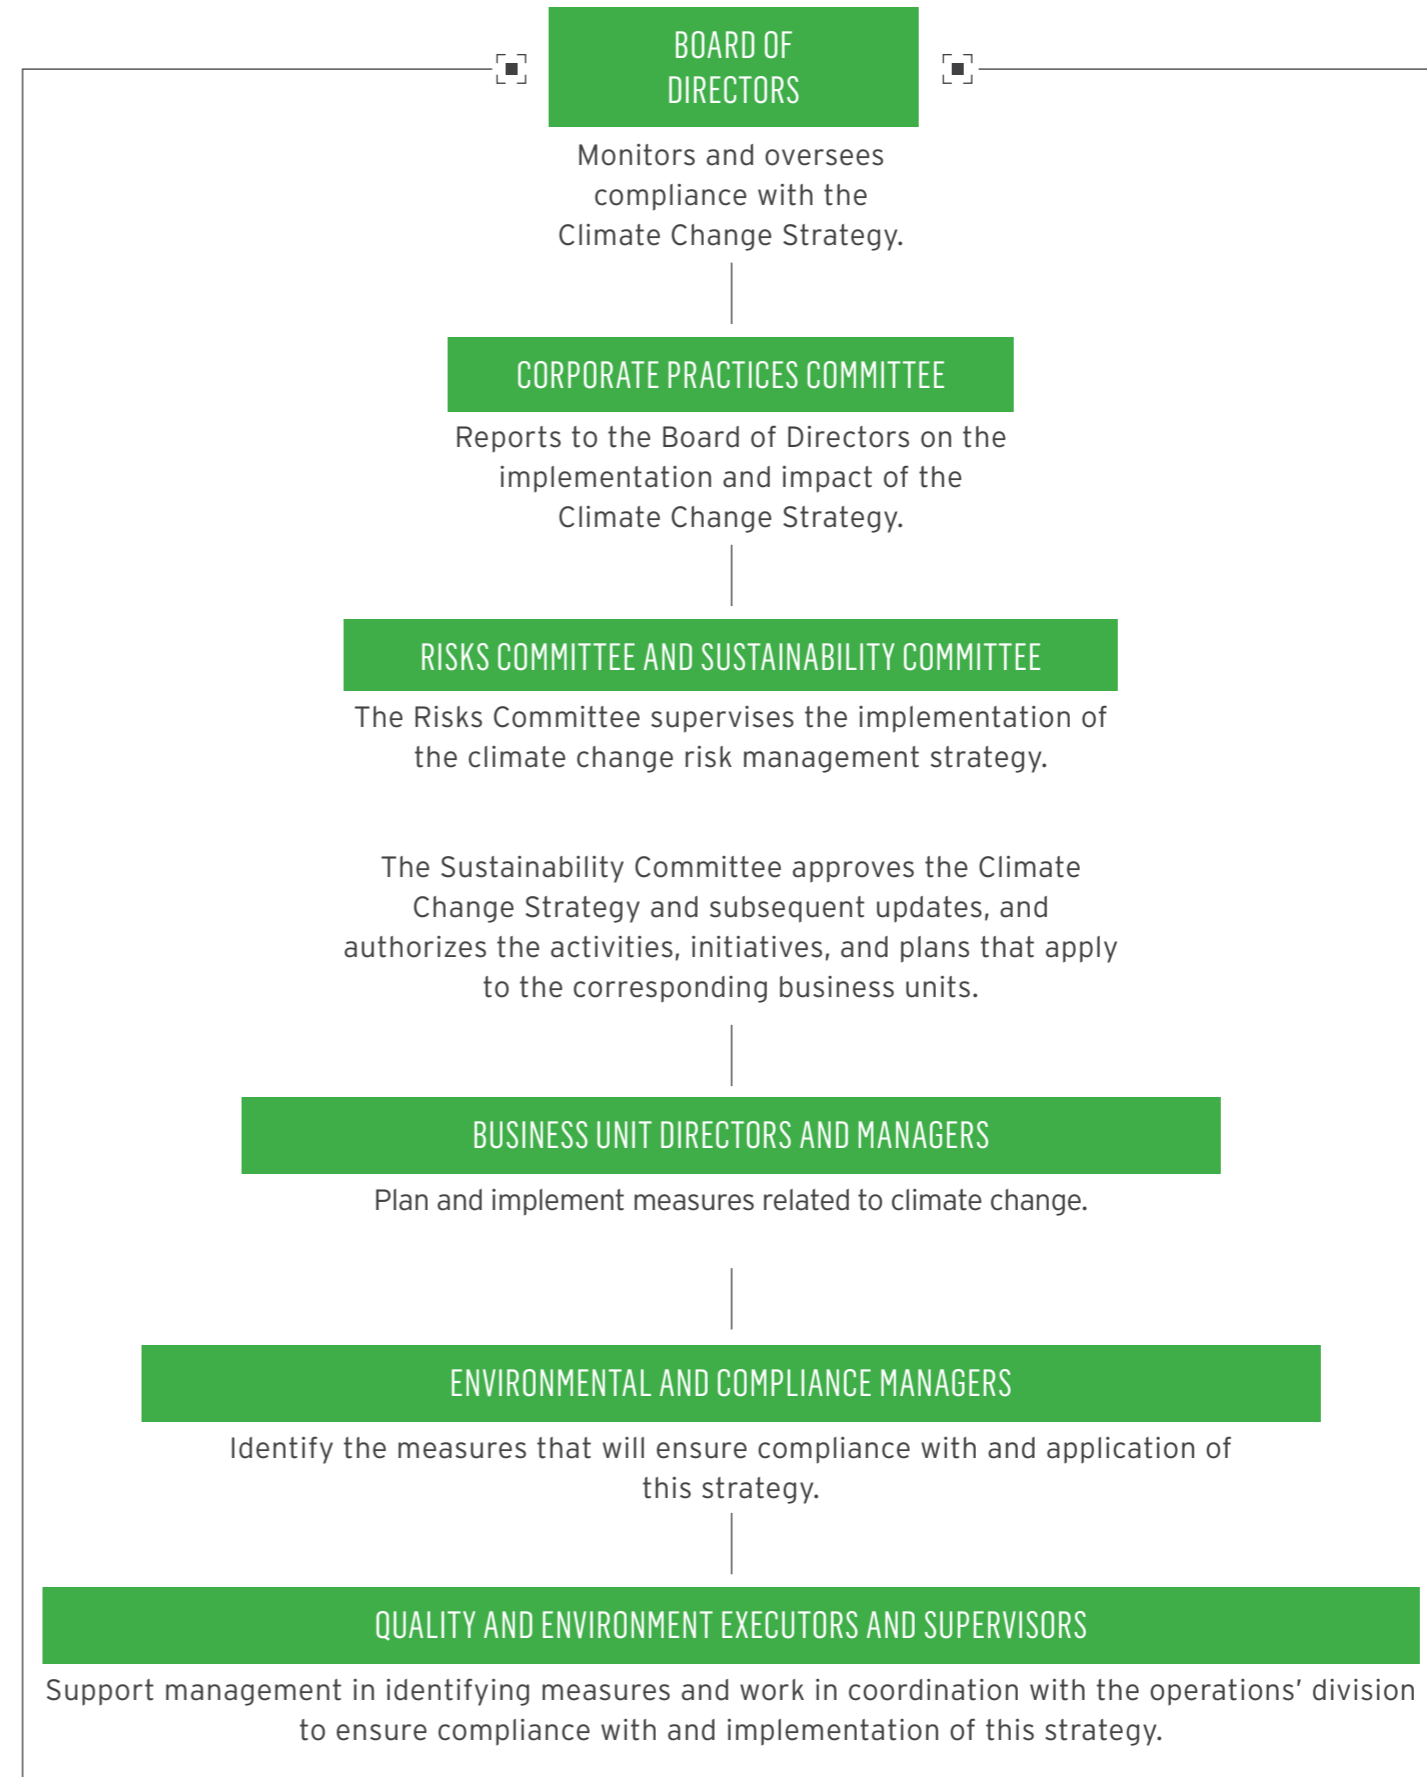 BOARD OF
DIRECTORS
Monitors and oversees
compliance with the
Climate Change Strategy.
CORPORATE PRACTICES COMMITTEE
Reports to the Board of Directors on the
implementation and impact of the
Climate Change Strategy.
RISKS COMMITTEE AND SUSTAINABILITY COMMITTEE
The Risks Committee supervises the implementation of
the climate change risk management strategy.
The Sustainability Committee approves the Climate
Change Strategy and subsequent updates, and
authorizes the activities, initiatives, and plans that apply
to the corresponding business units.
BUSINESS UNIT DIRECTORS AND MANAGERS
Plan and implement measures related to climate change.
ENVIRONMENTAL AND COMPLIANCE MANAGERS
Identify the measures that will ensure compliance with and application of
this strategy.
QUALITY AND ENVIRONMENT EXECUTORS AND SUPERVISORS
Support management in identifying measures and work in coordination with the operations’ division
to ensure compliance with and implementation of this strategy.